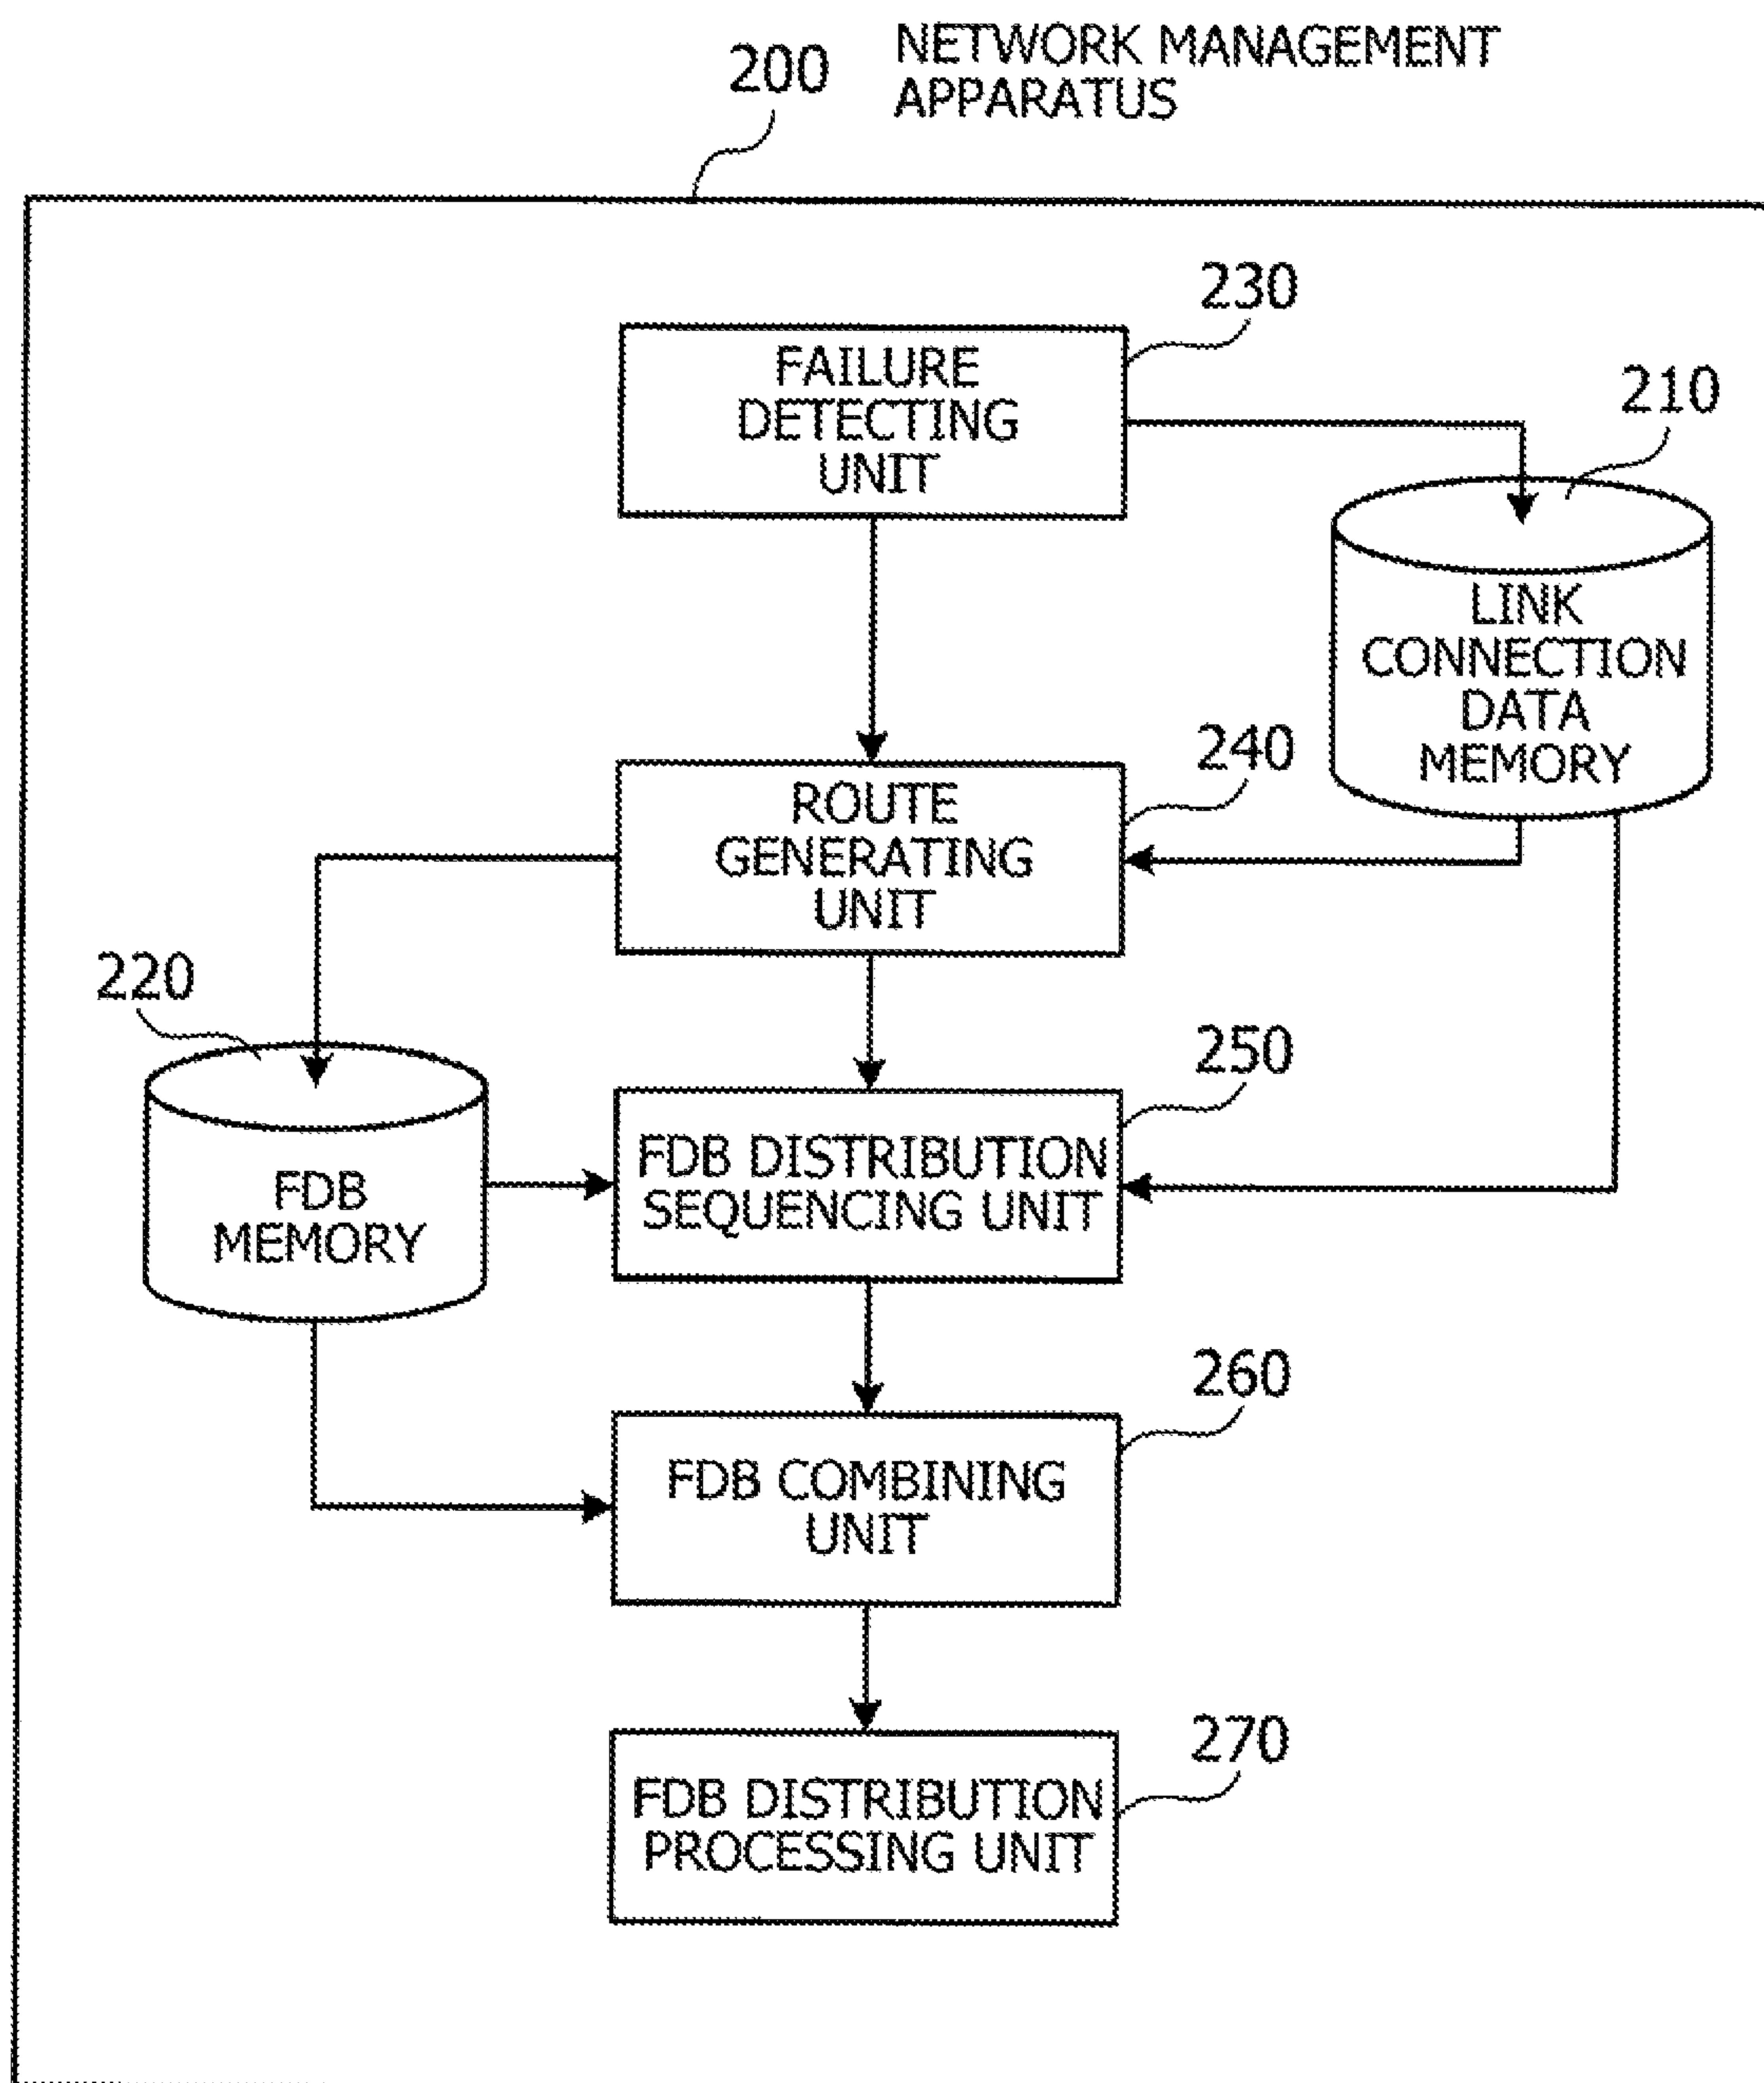 NETWORK MANAGEMENT
APPARATUS
200
230
FAILURE
DETECTING
UNIT
210
LINK
CONNECTION
DATA
MEMORY
240
ROUTE
GENERATING
UNIT
220
FDB
MEMORY
250
FDB DISTRIBUTION
SEQUENCING UNIT
260
FDB COMBINING
UNIT
270
FDB DISTRIBUTION
PROCESSING UNIT